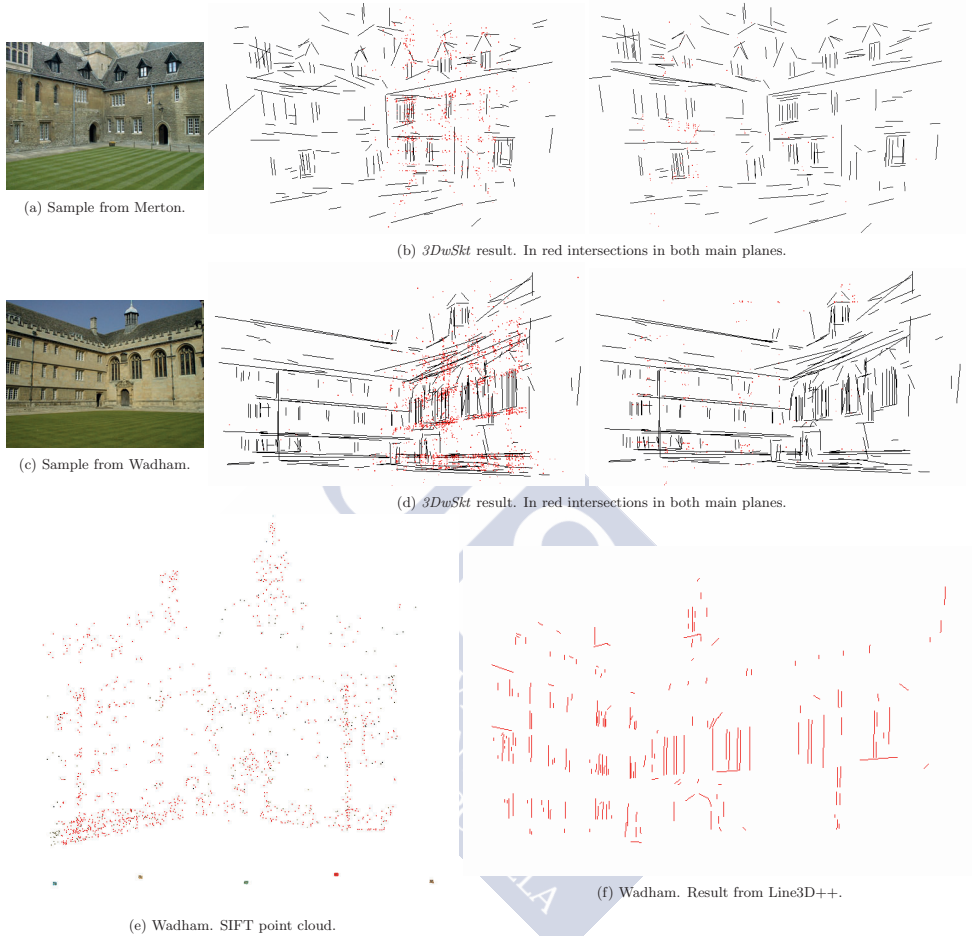 (a) Sample from Merton.
(b) 3DwSkt result. In red intersections in both main planes.
(c) Sample from Wadham.
(d) 3DwSkt result. In red intersections in both main planes.
(e) Wadham. SIFT point cloud.
(f) Wadham. Result from Line3D++.